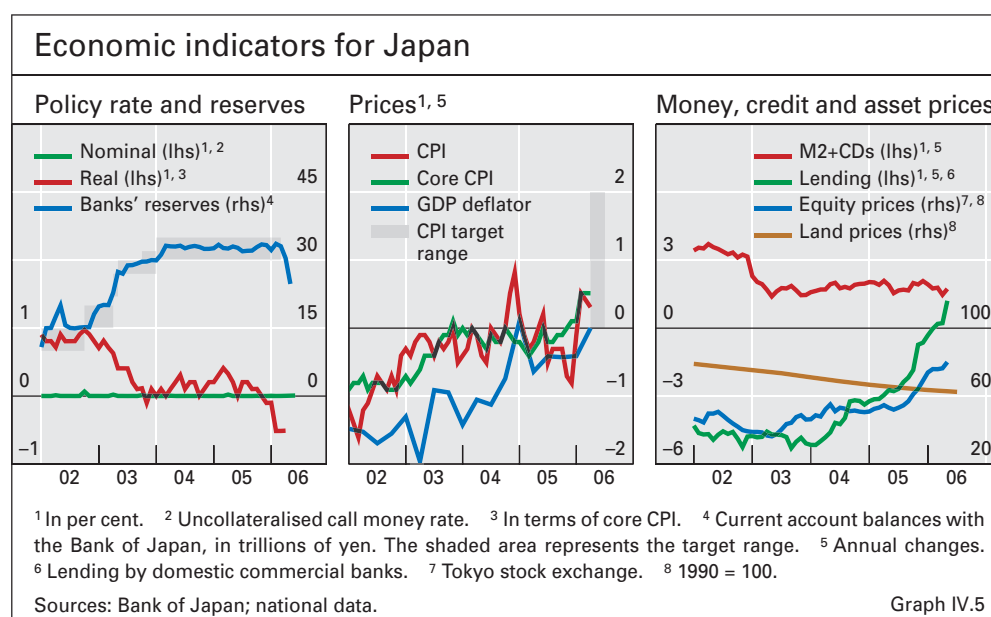 Economic indicators for Japan
Policy rate and reserves
Nominal (lhs)1, 2
Real (lhs)1, 3
Banks’ reserves (rhs)4
45
30
1
15
0
0
–1
02
03
04
05
06
Prices1, 5
CPI
Core CPI
GDP deflator
CPI target
range
2
1
0
–1
–2
02
03
04
05
06
Money, credit and asset prices
M2+CDs (lhs)1, 5
Lending (lhs)1, 5, 6
Equity prices (rhs)7, 8
Land prices (rhs)8
3
0
100
–3
60
–6
20
02
03
04
05
06
1 In per cent. 2 Uncollateralised call money rate. 3 In terms of core CPI. 4 Current account balances with
the Bank of Japan, in trillions of yen. The shaded area represents the target range. 5 Annual changes.
6 Lending by domestic commercial banks. 7 Tokyo stock exchange. 8 1990 = 100.
Sources: Bank of Japan; national data.
Graph IV.5